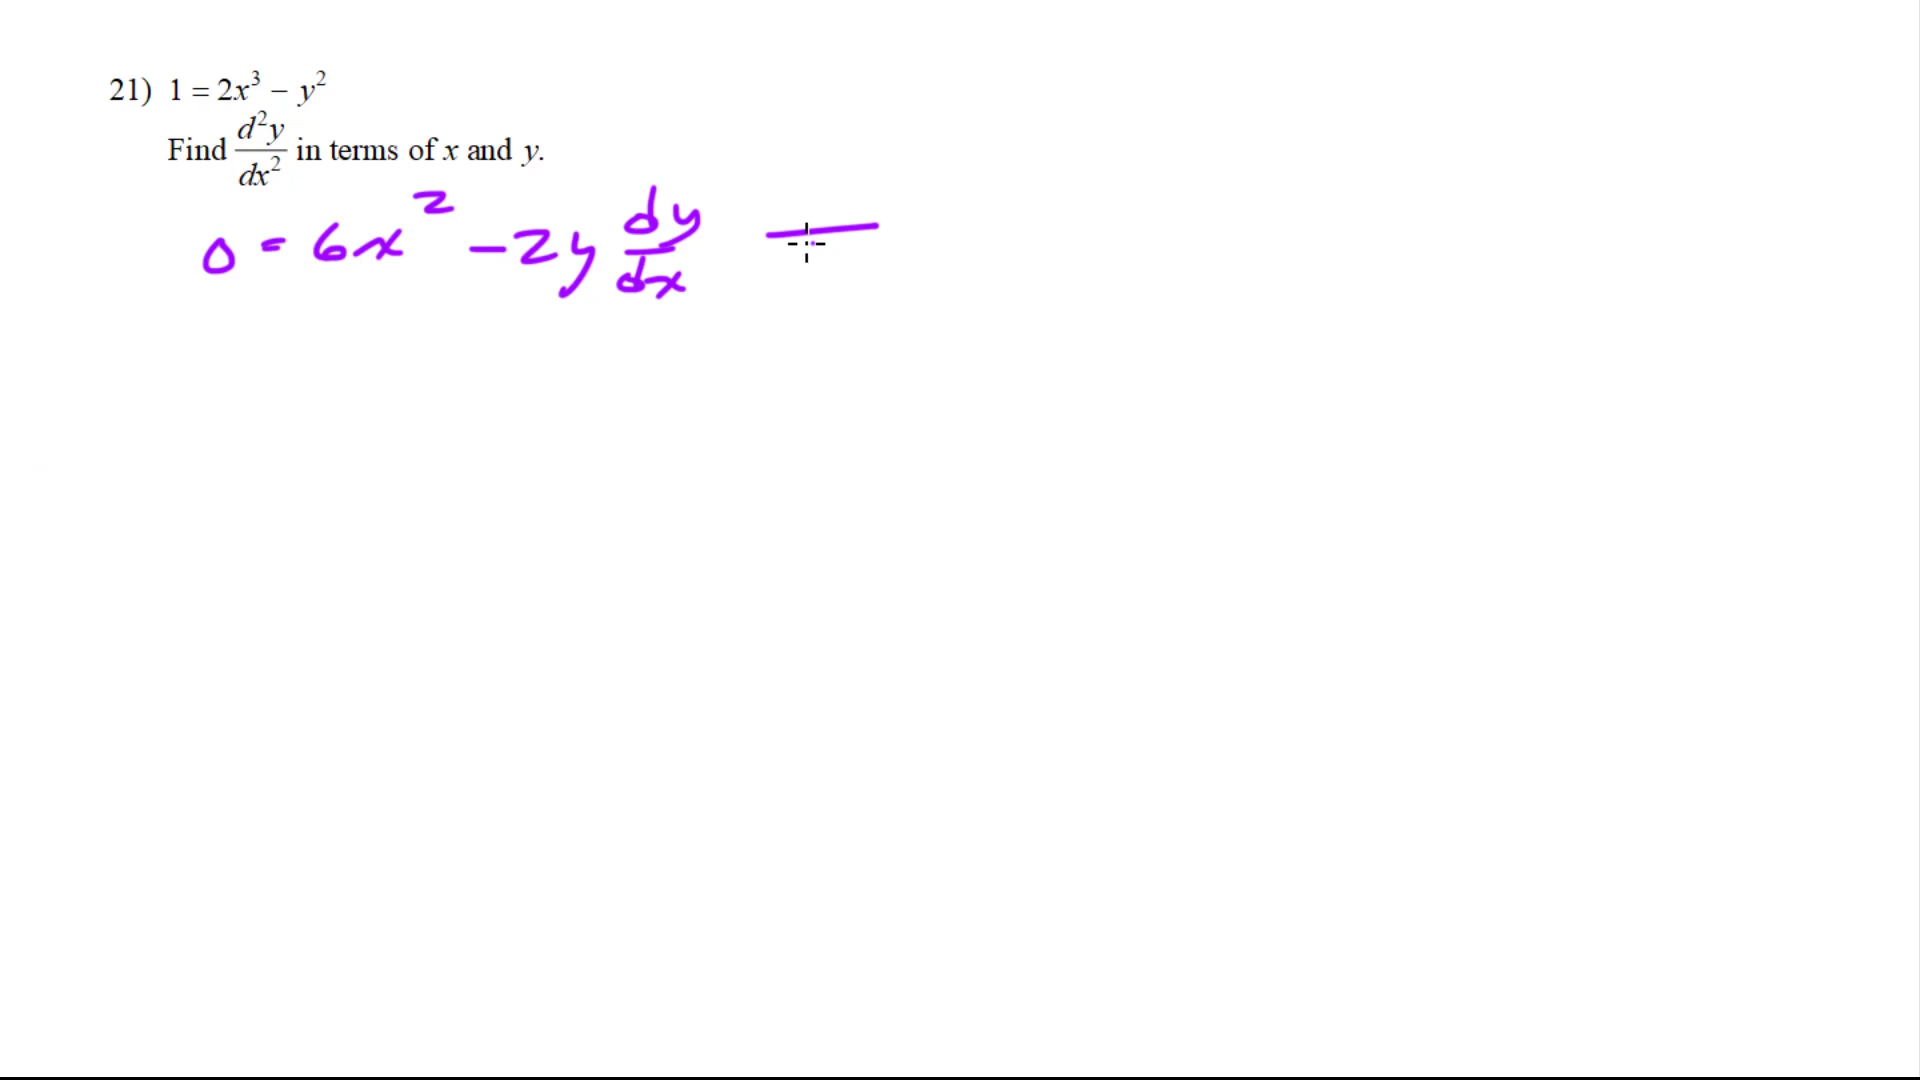 21) 1 = 2x³ − y²
Find d²y/dx² in terms of x and y.
0 = 6x² − 2y dy/dx